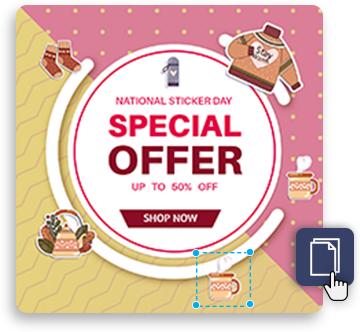 NATIONAL STICKER DAY
SPECIAL
OFFER
UP TO 50% OFF
SHOP NOW